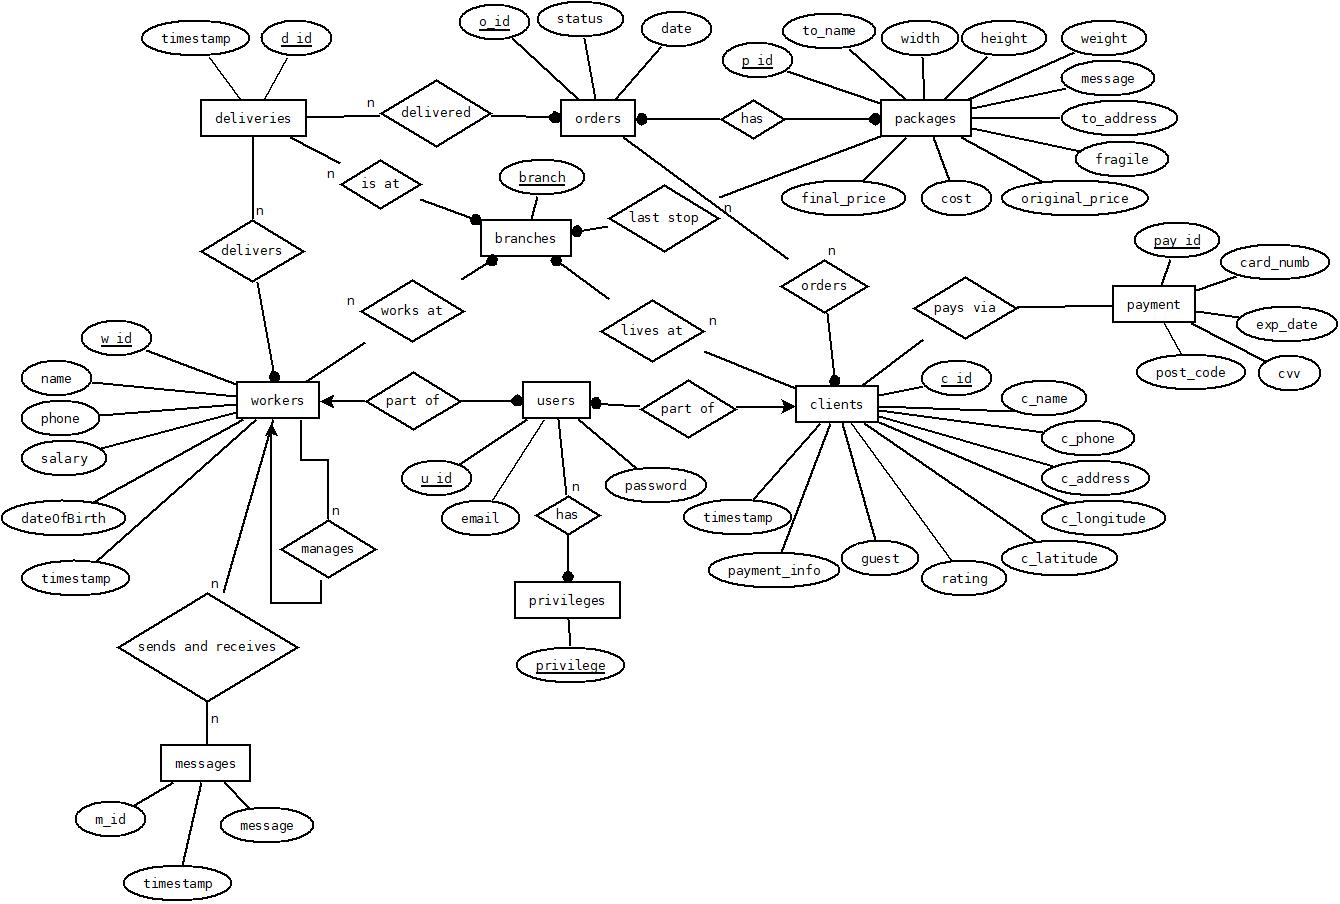 timestamp
d_id
o_id
status
date
p_id
to_name
width
height
weight
message
to_address
fragile
original_price
cost
final_price
deliveries
n
delivered
orders
has
packages
n
is at
branch
last stop
n
branches
n
delivers
n
orders
n
works at
lives at
n
pays via
payment
pay_id
card_numb
exp_date
cvv
post_code
w_id
name
phone
salary
dateOfBirth
timestamp
workers
part of
users
part of
clients
c_id
c_name
c_phone
c_address
c_longitude
c_latitude
rating
guest
payment_info
timestamp
u_id
email
password
n
has
privileges
privilege
n
manages
n
sends and receives
n
messages
m_id
timestamp
message